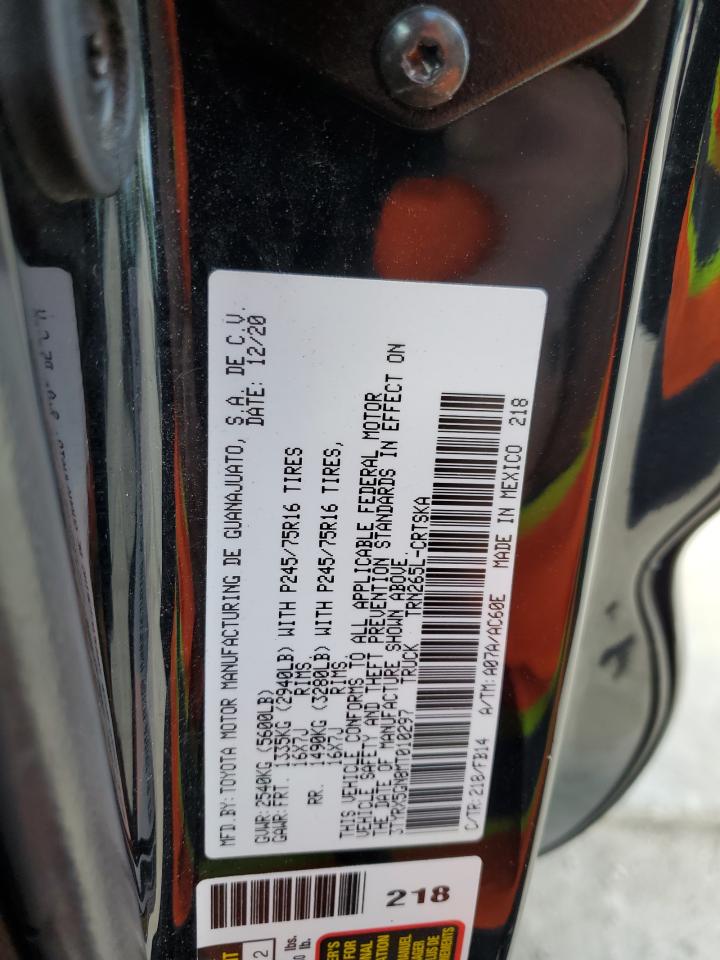 MFD.BY: TOYOTA MOTOR MANUFACTURING DE GUANAJUATO, S.A. DE C.V.
DATE: 12/20
GVWR: 2540KG (5600LB)
GAWR: FRT. 1335KG (2940LB) WITH P245/75R16 TIRES
16X7J RIMS,
RR. 1490KG (3280LB) WITH P245/75R16 TIRES,
16X7J RIMS.
THIS VEHICLE CONFORMS TO ALL APPLICABLE FEDERAL MOTOR
VEHICLE SAFETY AND THEFT PREVENTION STANDARDS IN EFFECT ON
THE DATE OF MANUFACTURE SHOWN ABOVE.
3TYRX5GN8MT010297 TRUCK TRN265L-CRTSKA
C/TR:218/FB14 A/TM:A07A/AC60E MADE IN MEXICO 218
218
2
lbs.
lb.